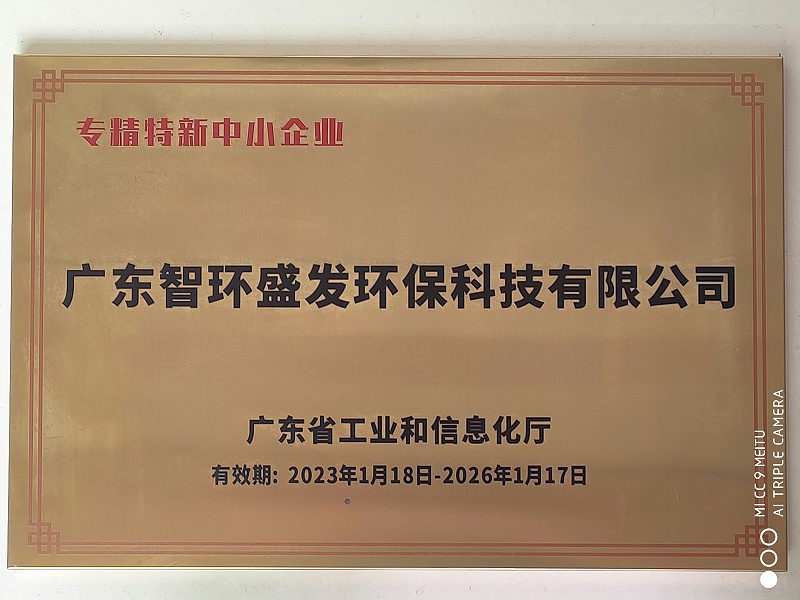 专精特新中小企业
广东智环盛发环保科技有限公司
广东省工业和信息化厅
有效期: 2023年1月18日-2026年1月17日
MI CC 9 MEITU
AI TRIPLE CAMERA